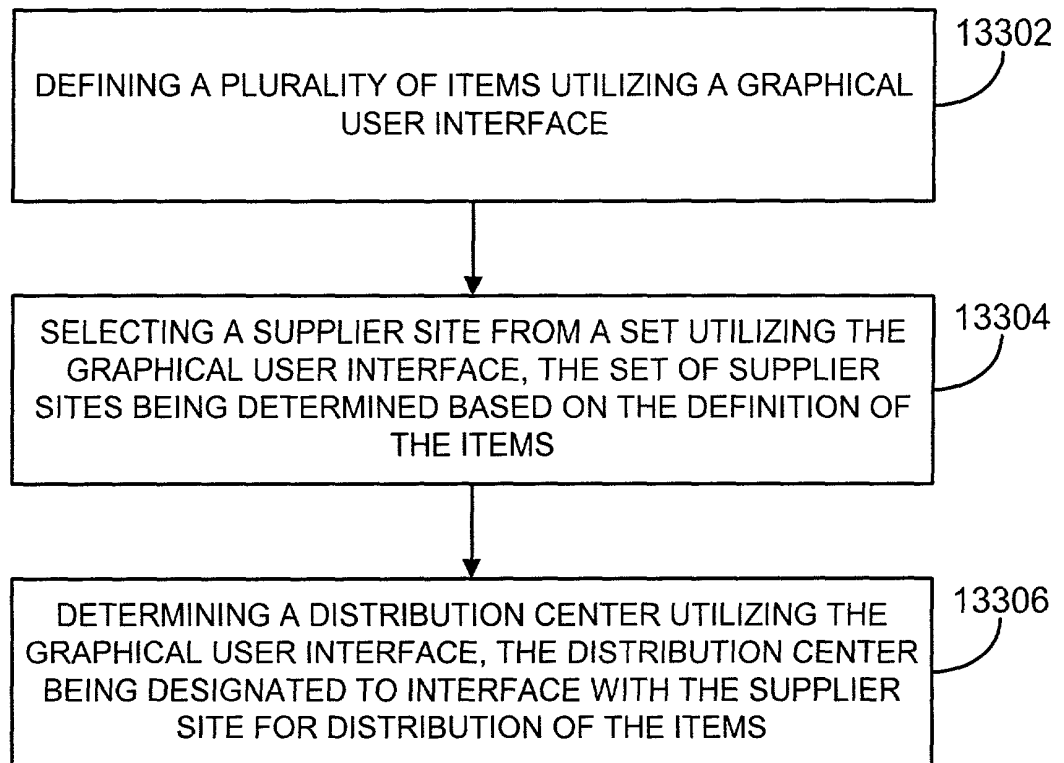 13302
DEFINING A PLURALITY OF ITEMS UTILIZING A GRAPHICAL
USER INTERFACE
13304
SELECTING A SUPPLIER SITE FROM A SET UTILIZING THE
GRAPHICAL USER INTERFACE, THE SET OF SUPPLIER
SITES BEING DETERMINED BASED ON THE DEFINITION OF
THE ITEMS
13306
DETERMINING A DISTRIBUTION CENTER UTILIZING THE
GRAPHICAL USER INTERFACE, THE DISTRIBUTION CENTER
BEING DESIGNATED TO INTERFACE WITH THE SUPPLIER
SITE FOR DISTRIBUTION OF THE ITEMS